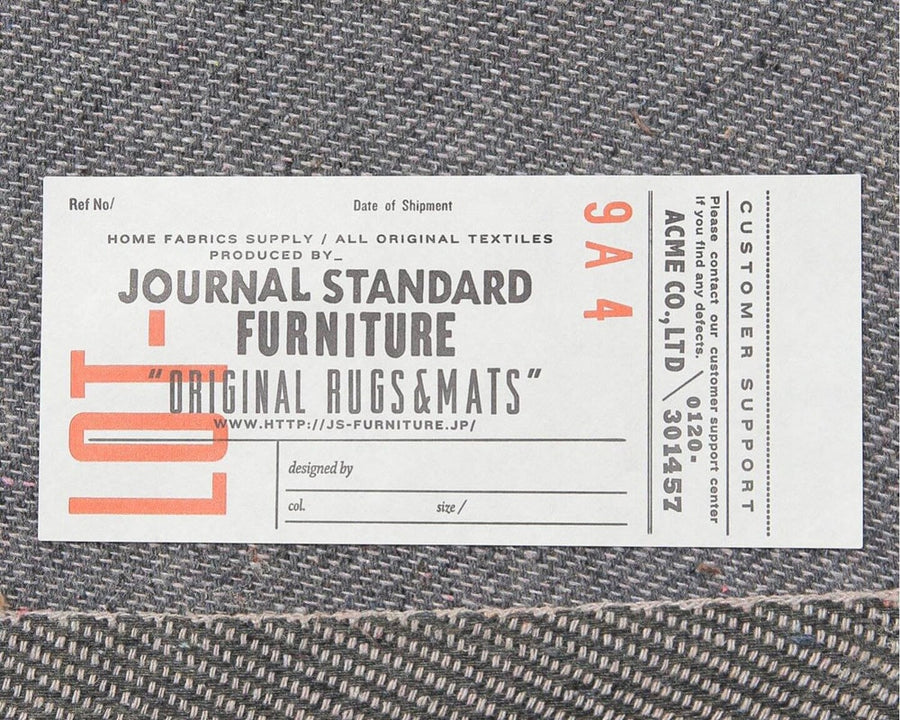 Ref No/
Date of Shipment
HOME FABRICS SUPPLY / ALL ORIGINAL TEXTILES
PRODUCED BY_
JOURNAL STANDARD
FURNITURE
"ORIGINAL RUGS&MATS"
WWW.HTTP://JS-FURNITURE.JP/
LOT-
designed by
col.
size /
9A4
ACME CO.,LTD / 0120-301457
Please contact our customer support center
if you find any defects.
CUSTOMER SUPPORT